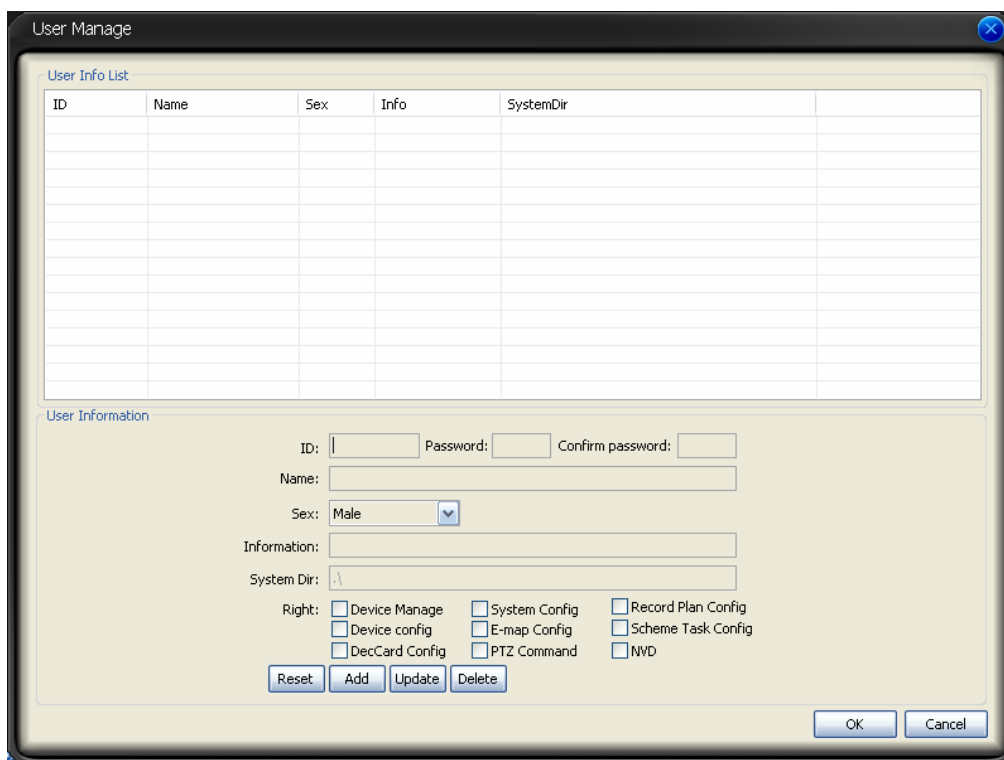 User Manage
User Info List
ID Name Sex Info SystemDir
User Information
ID: Password: Confirm password:
Name:
Sex: Male
Information:
System Dir: .\
Right: Device Manage System Config Record Plan Config
Device config E-map Config Scheme Task Config
DecCard Config PTZ Command NVD
Reset Add Update Delete
OK Cancel